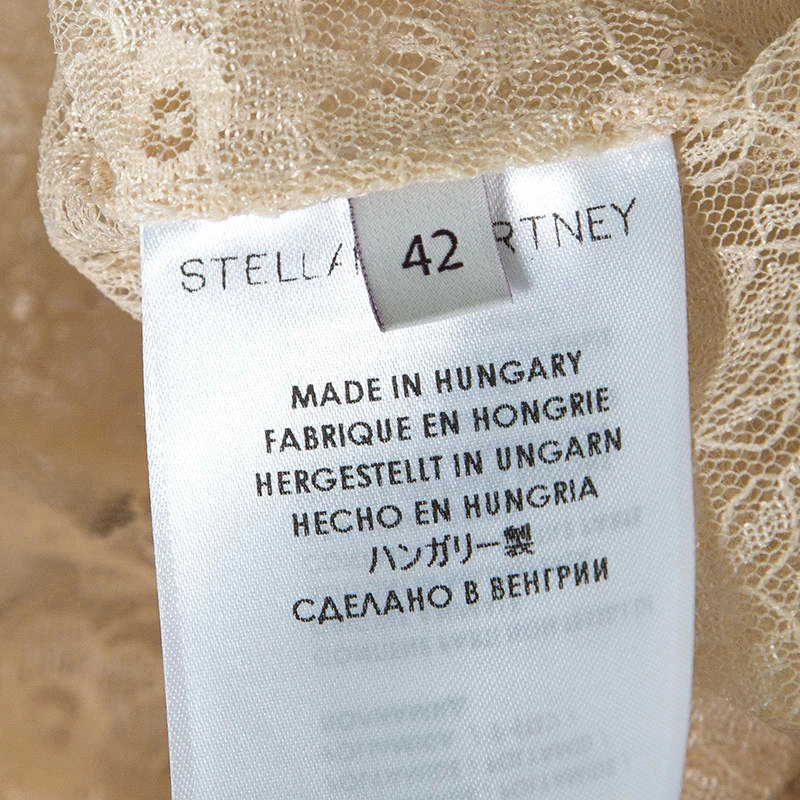 STELLA RTNEY
42
MADE IN HUNGARY
FABRIQUE EN HONGRIE
HERGESTELLT IN UNGARN
HECHO EN HUNGRIA
ハンガリー製
СДЕЛАНО В ВЕНГРИИ